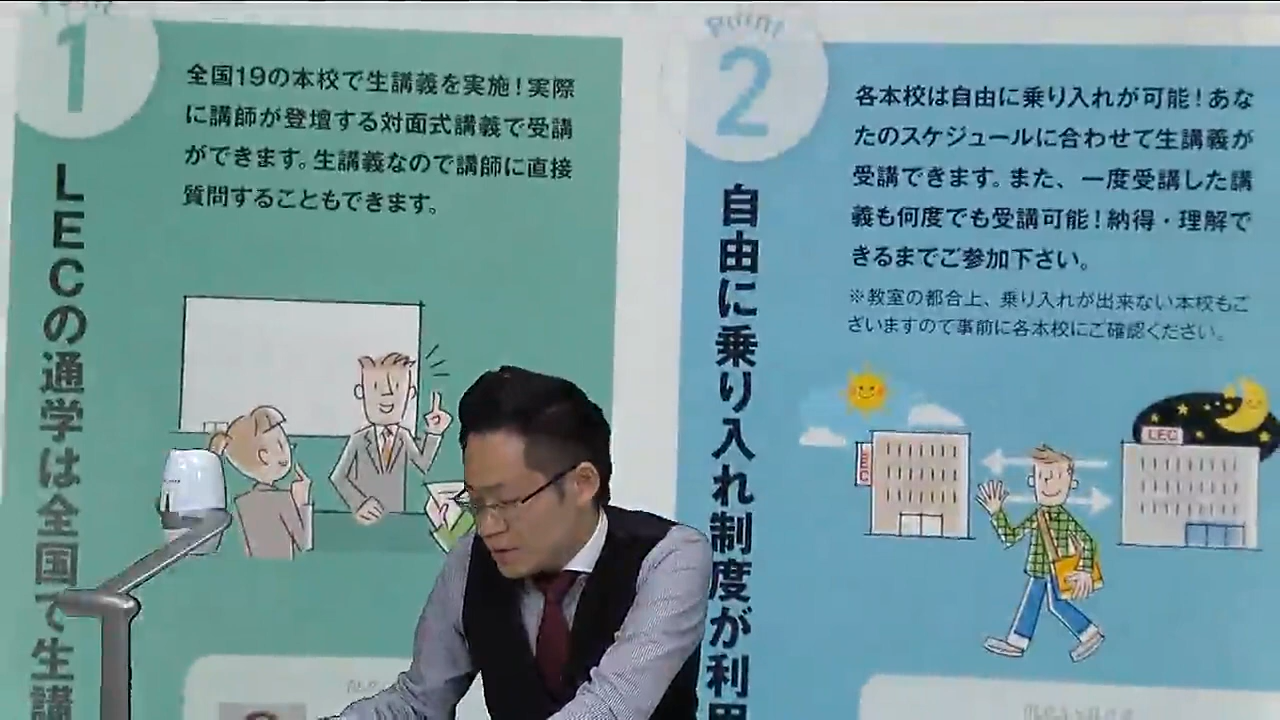 Point
1
LECの通学は全国で生講
全国19の本校で生講義を実施！実際
に講師が登壇する対面式講義で受講
ができます。生講義なので講師に直接
質問することもできます。
Point
2
自由に乗り入れ制度が利用
各本校は自由に乗り入れが可能！あな
たのスケジュールに合わせて生講義が
受講できます。また、一度受講した講
義も何度でも受講可能！納得・理解で
きるまでご参加下さい。
※教室の都合上、乗り入れが出来ない本校もご
ざいますので事前に各本校にご確認ください。
LEC
LEC